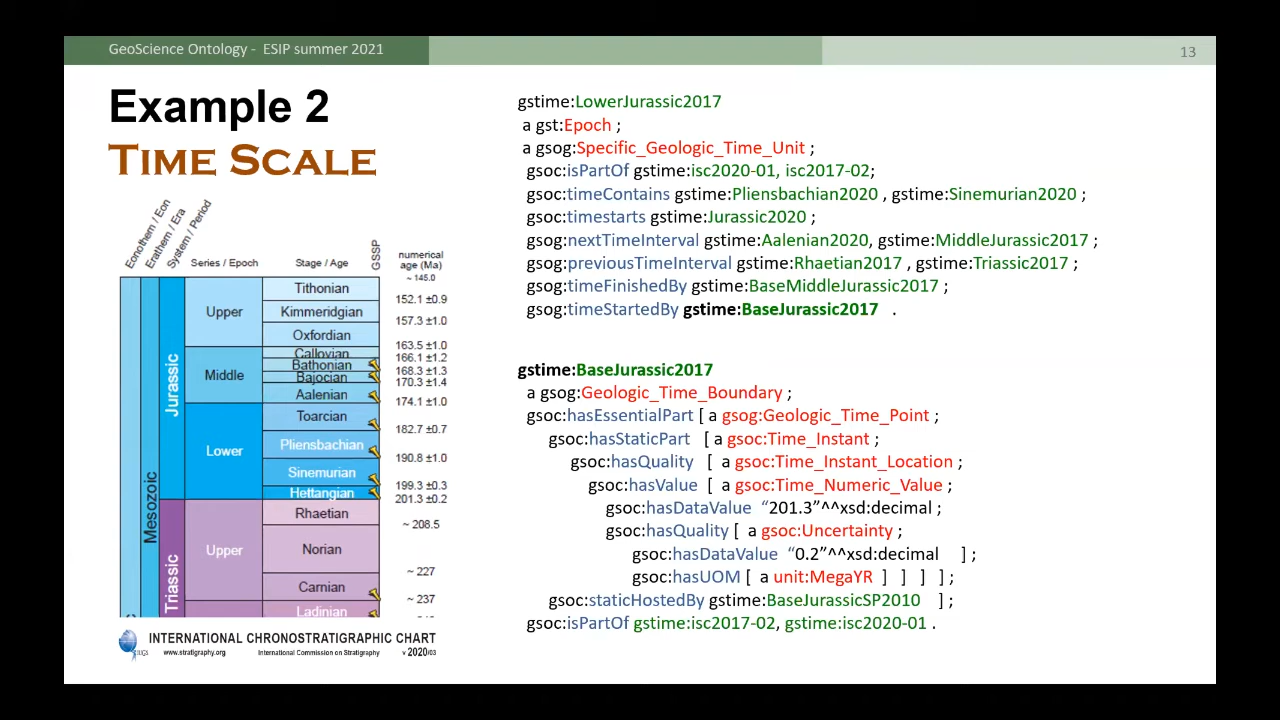 GeoScience Ontology - ESIP summer 2021
13
Example 2
TIME SCALE
Eonothem / Eon
Erathem / Era
System / Period
Series / Epoch
Stage / Age
GSSP
numerical
age (Ma)
~ 145.0
Tithonian
152.1 ±0.9
Upper
Kimmeridgian
157.3 ±1.0
Oxfordian
163.5 ±1.0
Callovian
166.1 ±1.2
Bathonian
168.3 ±1.3
Middle
Bajocian
170.3 ±1.4
Aalenian
174.1 ±1.0
Jurassic
Toarcian
182.7 ±0.7
Lower
Pliensbachian
190.8 ±1.0
Sinemurian
199.3 ±0.3
Hettangian
201.3 ±0.2
Mesozoic
Rhaetian
~ 208.5
Upper
Norian
~ 227
Carnian
~ 237
Triassic
Ladinian
IUGS
INTERNATIONAL CHRONOSTRATIGRAPHIC CHART
www.stratigraphy.org International Commission on Stratigraphy v 2020/03
gstime:LowerJurassic2017
a gst:Epoch ;
a gsog:Specific_Geologic_Time_Unit ;
gsoc:isPartOf gstime:isc2020-01, isc2017-02;
gsoc:timeContains gstime:Pliensbachian2020 , gstime:Sinemurian2020 ;
gsoc:timestarts gstime:Jurassic2020 ;
gsog:nextTimeInterval gstime:Aalenian2020, gstime:MiddleJurassic2017 ;
gsog:previousTimeInterval gstime:Rhaetian2017 , gstime:Triassic2017 ;
gsog:timeFinishedBy gstime:BaseMiddleJurassic2017 ;
gsog:timeStartedBy gstime:BaseJurassic2017 .
gstime:BaseJurassic2017
a gsog:Geologic_Time_Boundary ;
gsoc:hasEssentialPart [ a gsog:Geologic_Time_Point ;
gsoc:hasStaticPart [ a gsoc:Time_Instant ;
gsoc:hasQuality [ a gsoc:Time_Instant_Location ;
gsoc:hasValue [ a gsoc:Time_Numeric_Value ;
gsoc:hasDataValue “201.3”^^xsd:decimal ;
gsoc:hasQuality [ a gsoc:Uncertainty ;
gsoc:hasDataValue “0.2”^^xsd:decimal ] ;
gsoc:hasUOM [ a unit:MegaYR ] ] ] ] ;
gsoc:staticHostedBy gstime:BaseJurassicSP2010 ] ;
gsoc:isPartOf gstime:isc2017-02, gstime:isc2020-01 .